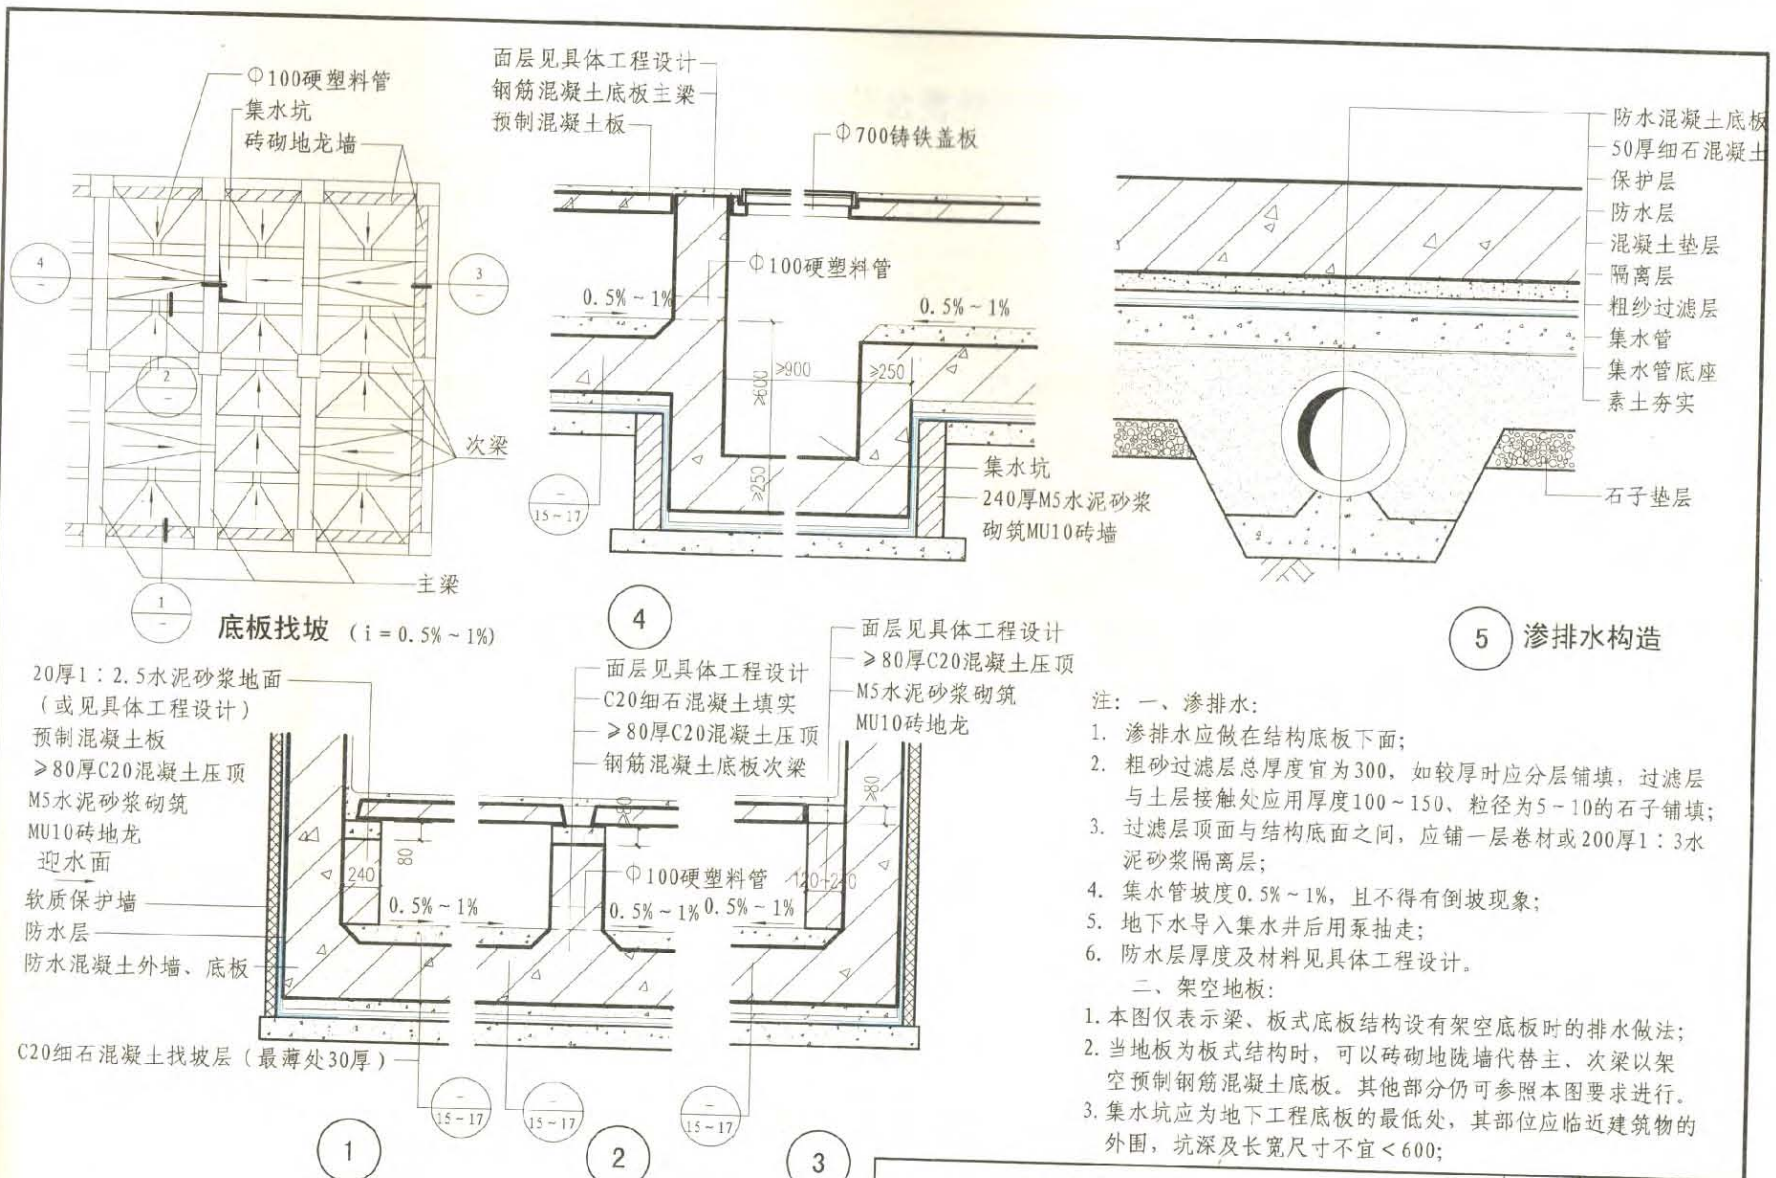 Φ100硬塑料管
集水坑
砖砌地龙墙
4
–
3
–
2
–
次梁
主梁
1
–
底板找坡 (i=0.5%~1%)
面层见具体工程设计
钢筋混凝土底板主梁
预制混凝土板
Φ700铸铁盖板
Φ100硬塑料管
0.5%~1%
0.5%~1%
≥900
≥250
≥600
≥250
–
15~17
集水坑
240厚M5水泥砂浆
砌筑MU10砖墙
4
防水混凝土底板
50厚细石混凝土
保护层
防水层
混凝土垫层
隔离层
粗纱过滤层
集水管
集水管底座
素土夯实
石子垫层
5 渗排水构造
20厚1:2.5水泥砂浆地面
(或见具体工程设计)
预制混凝土板
≥80厚C20混凝土压顶
M5水泥砂浆砌筑
MU10砖地龙
迎水面
软质保护墙
防水层
防水混凝土外墙、底板
C20细石混凝土找坡层(最薄处30厚)
240
80
0.5%~1%
–
15~17
1
面层见具体工程设计
C20细石混凝土填实
≥80厚C20混凝土压顶
钢筋混凝土底板次梁
≥80
Φ100硬塑料管
0.5%~1%
–
15~17
2
面层见具体工程设计
≥80厚C20混凝土压顶
M5水泥砂浆砌筑
MU10砖地龙
≥80
120~240
0.5%~1%
–
15~17
3
注: 一、渗排水:
1. 渗排水应做在结构底板下面;
2. 粗砂过滤层总厚度宜为300, 如较厚时应分层铺填, 过滤层
与土层接触处应用厚度100~150、粒径为5~10的石子铺填;
3. 过滤层顶面与结构底面之间, 应铺一层卷材或200厚1:3水
泥砂浆隔离层;
4. 集水管坡度0.5%~1%, 且不得有倒坡现象;
5. 地下水导入集水井后用泵抽走;
6. 防水层厚度及材料见具体工程设计。
二、架空地板:
1. 本图仅表示梁、板式底板结构设有架空底板时的排水做法;
2. 当地板为板式结构时, 可以砖砌地陇墙代替主、次梁以架
空预制钢筋混凝土底板。其他部分仍可参照本图要求进行。
3. 集水坑应为地下工程底板的最低处, 其部位应临近建筑物的
外围, 坑深及长宽尺寸不宜<600;